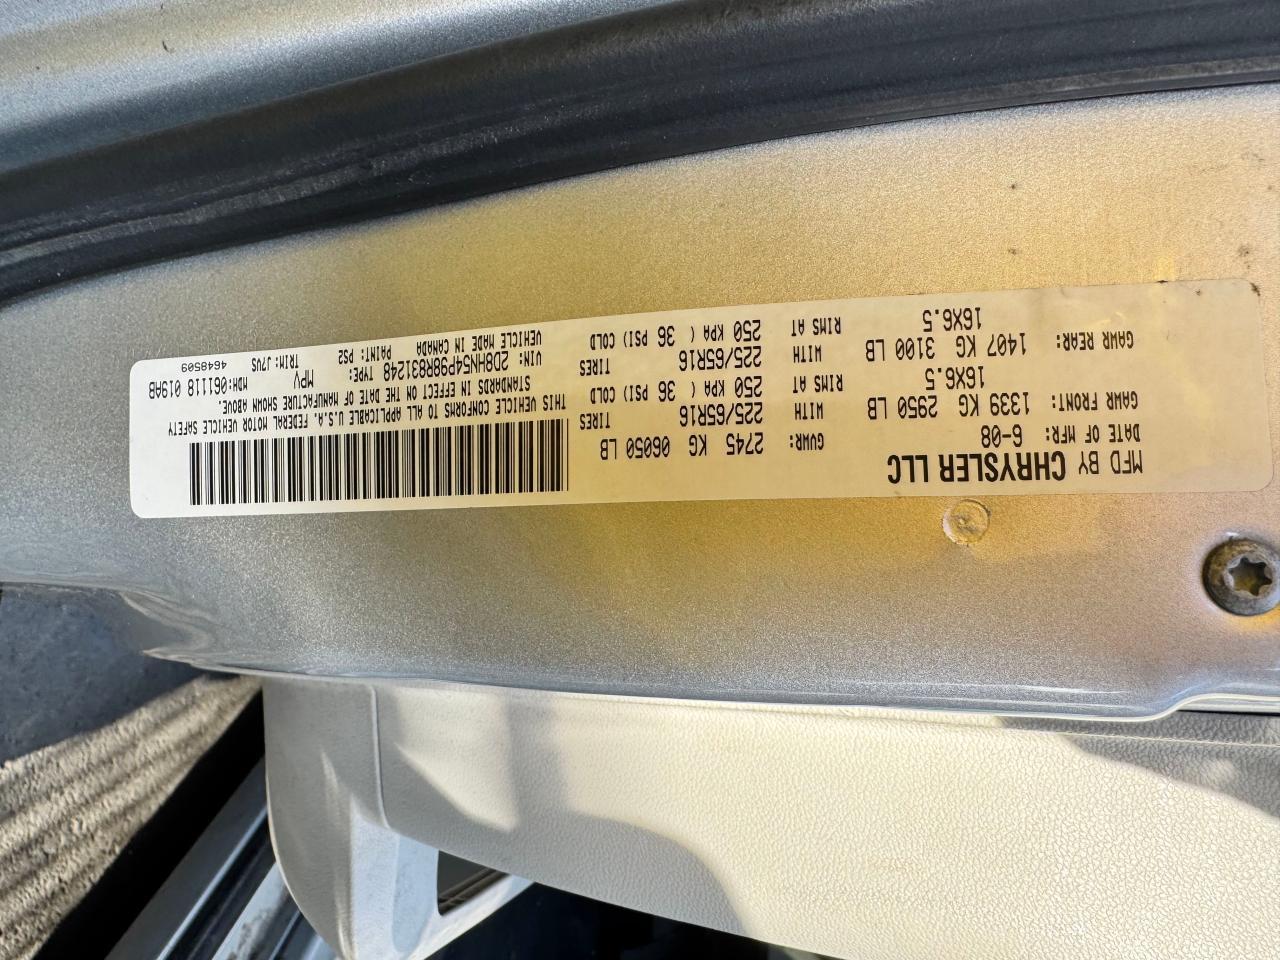 MFD BY CHRYSLER LLC
DATE OF MFR: 6-08
GVWR: 2745 KG 06050 LB
GAWR FRONT: 1339 KG 2950 LB
WITH 225/65R16 TIRES
16X6.5 RIMS AT 250 KPA ( 36 PSI) COLD
GAWR REAR: 1407 KG 3100 LB
WITH 225/65R16 TIRES
16X6.5 RIMS AT 250 KPA ( 36 PSI) COLD
THIS VEHICLE CONFORMS TO ALL APPLICABLE U.S.A. FEDERAL MOTOR VEHICLE SAFETY
STANDARDS IN EFFECT ON THE DATE OF MANUFACTURE SHOWN ABOVE.
VIN: 2D8HN54P98R831248 TYPE: MPV MDH:061118 019AB
VEHICLE MADE IN CANADA PAINT: PS2 TRIM: J7VS 4648509